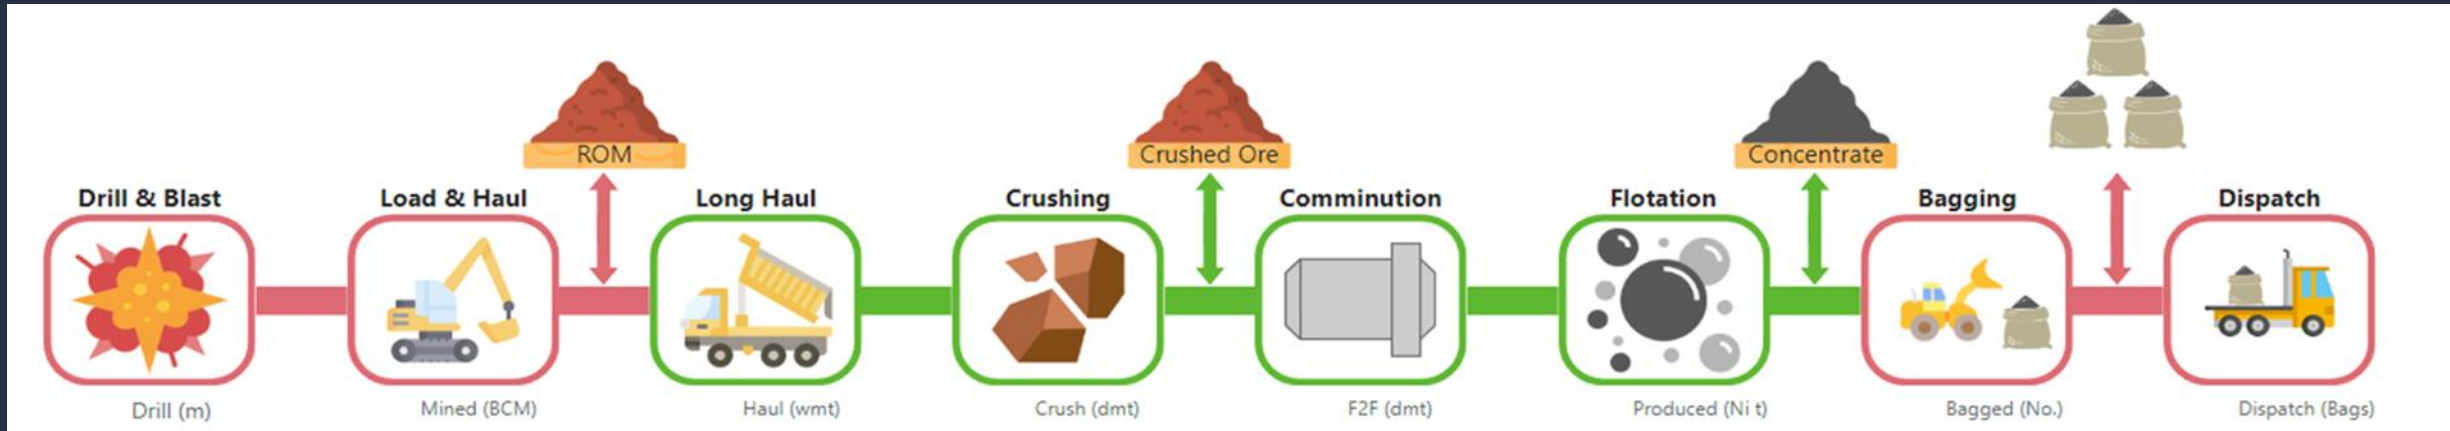 ROM
Crushed Ore
Concentrate
Drill & Blast
Load & Haul
Long Haul
Crushing
Comminution
Flotation
Bagging
Dispatch
Drill (m)
Mined (BCM)
Haul (wmt)
Crush (dmt)
F2F (dmt)
Produced (Ni t)
Bagged (No.)
Dispatch (Bags)